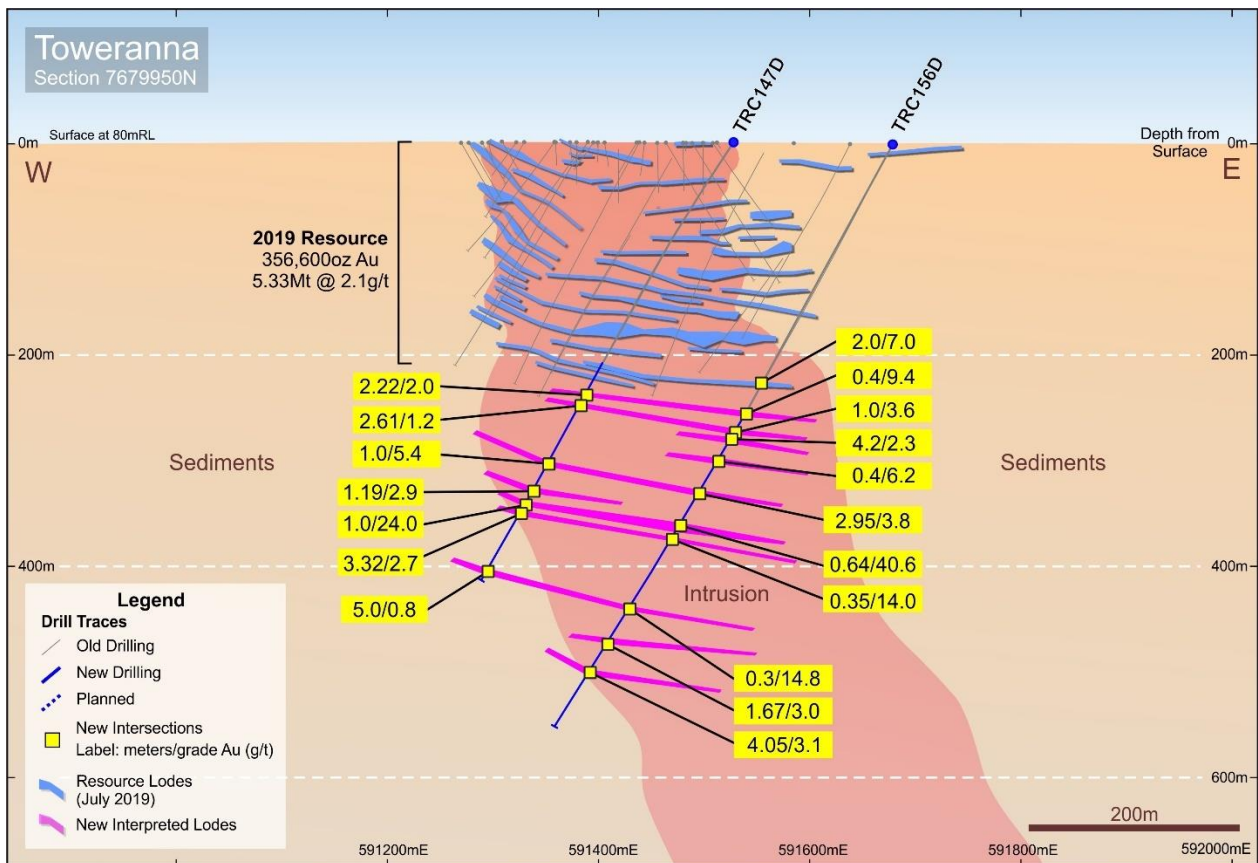 Toweranna
Section 7679950N
TRC147D
TRC156D
0m
Surface at 80mRL
Depth from
Surface
0m
W
E
2019 Resource
356,600oz Au
5.33Mt @ 2.1g/t
200m
200m
2.0/7.0
0.4/9.4
1.0/3.6
4.2/2.3
0.4/6.2
2.95/3.8
0.64/40.6
0.35/14.0
2.22/2.0
2.61/1.2
1.0/5.4
1.19/2.9
1.0/24.0
3.32/2.7
5.0/0.8
Sediments
Sediments
400m
400m
Intrusion
0.3/14.8
1.67/3.0
4.05/3.1
Legend
Drill Traces
Old Drilling
New Drilling
Planned
New Intersections
Label: meters/grade Au (g/t)
Resource Lodes
(July 2019)
New Interpreted Lodes
600m
200m
591200mE
591400mE
591600mE
591800mE
592000mE